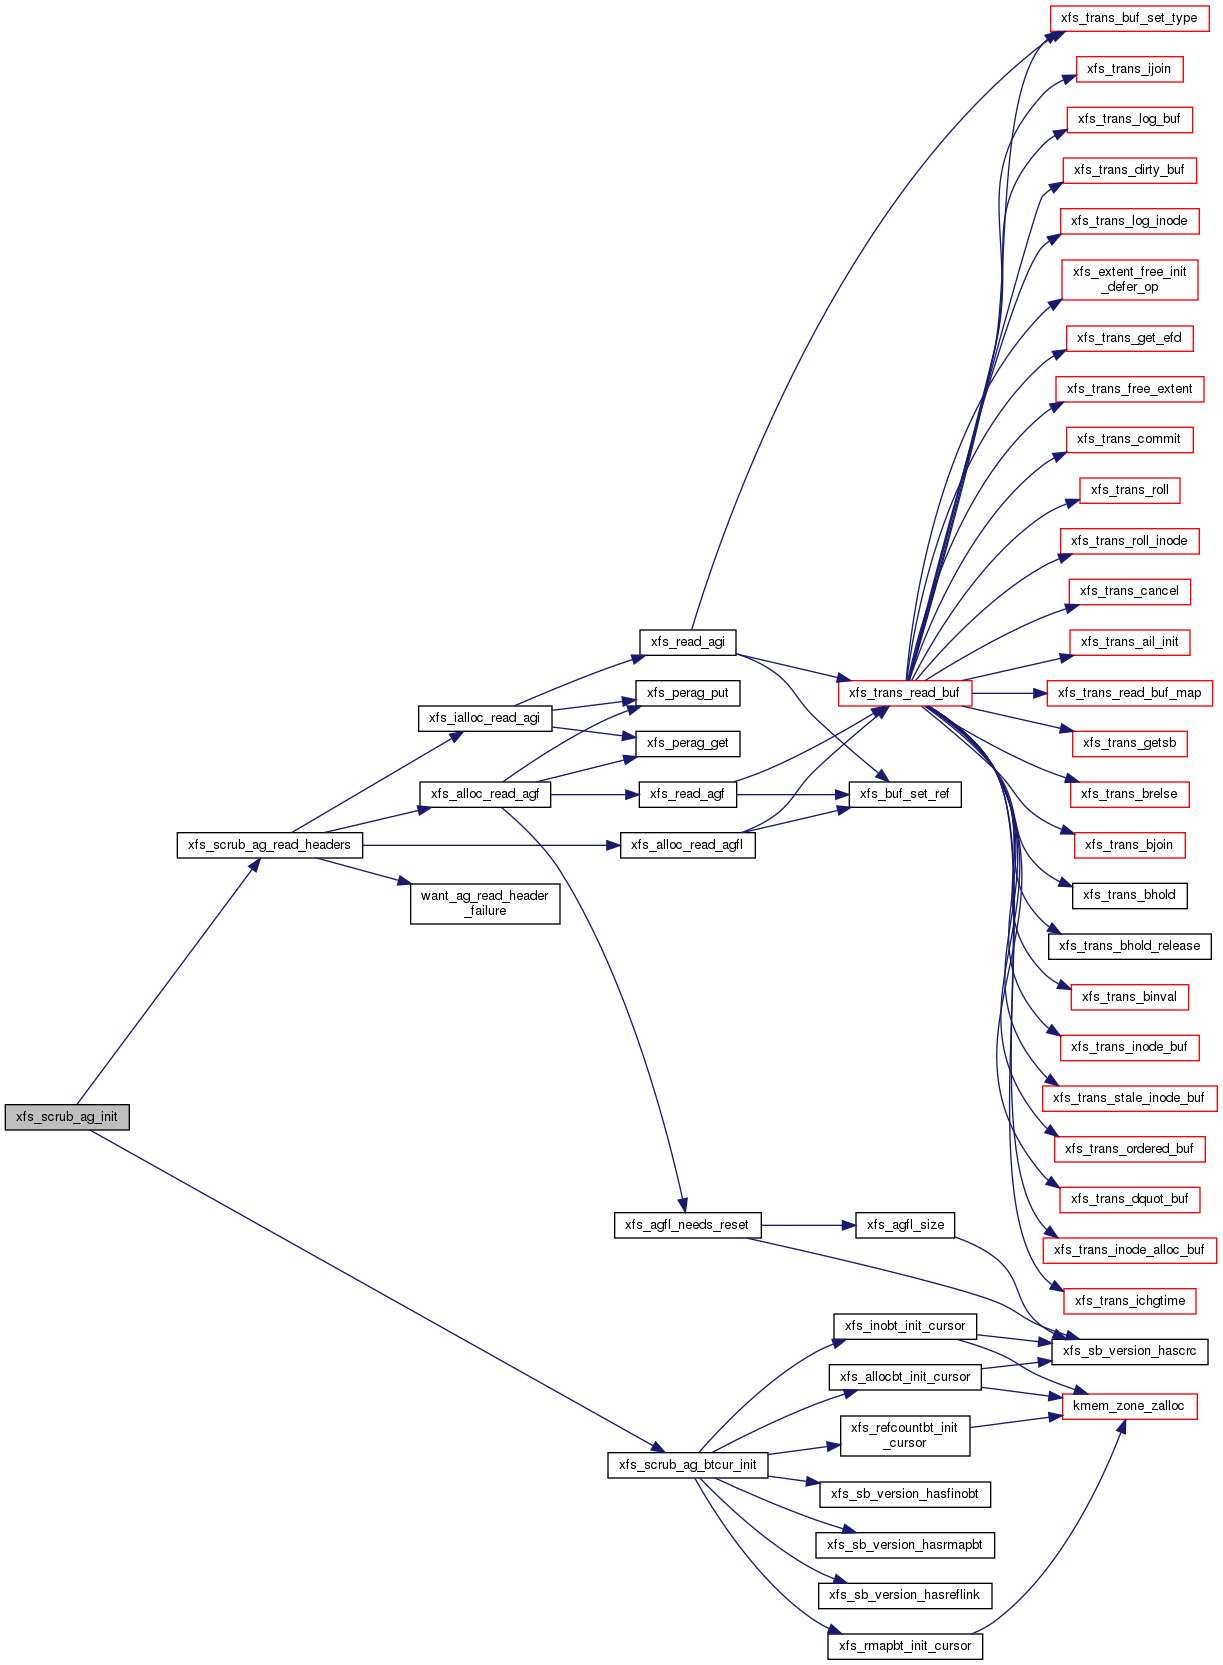 xfs_trans_buf_set_type
xfs_trans_ijoin
xfs_trans_log_buf
xfs_trans_dirty_buf
xfs_trans_log_inode
xfs_extent_free_init
_defer_op
xfs_trans_get_efd
xfs_trans_free_extent
xfs_trans_commit
xfs_trans_roll
xfs_trans_roll_inode
xfs_trans_cancel
xfs_trans_ail_init
xfs_read_agi
xfs_perag_put
xfs_trans_read_buf
xfs_trans_read_buf_map
xfs_ialloc_read_agi
xfs_perag_get
xfs_trans_getsb
xfs_alloc_read_agf
xfs_read_agf
xfs_buf_set_ref
xfs_trans_brelse
xfs_scrub_ag_read_headers
xfs_alloc_read_agfl
xfs_trans_bjoin
want_ag_read_header
_failure
xfs_trans_bhold
xfs_trans_bhold_release
xfs_trans_binval
xfs_trans_inode_buf
xfs_trans_stale_inode_buf
xfs_scrub_ag_init
xfs_trans_ordered_buf
xfs_trans_dquot_buf
xfs_agfl_needs_reset
xfs_agfl_size
xfs_trans_inode_alloc_buf
xfs_trans_ichgtime
xfs_inobt_init_cursor
xfs_sb_version_hascrc
xfs_allocbt_init_cursor
kmem_zone_zalloc
xfs_refcountbt_init
_cursor
xfs_scrub_ag_btcur_init
xfs_sb_version_hasfinobt
xfs_sb_version_hasrmapbt
xfs_sb_version_hasreflink
xfs_rmapbt_init_cursor